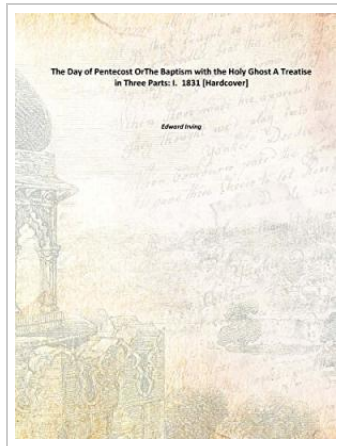 The Day of Pentecost OrThe Baptism with the Holy Ghost A Treatise
in Three Parts: I. 1831 [Hardcover]
Edward Irving